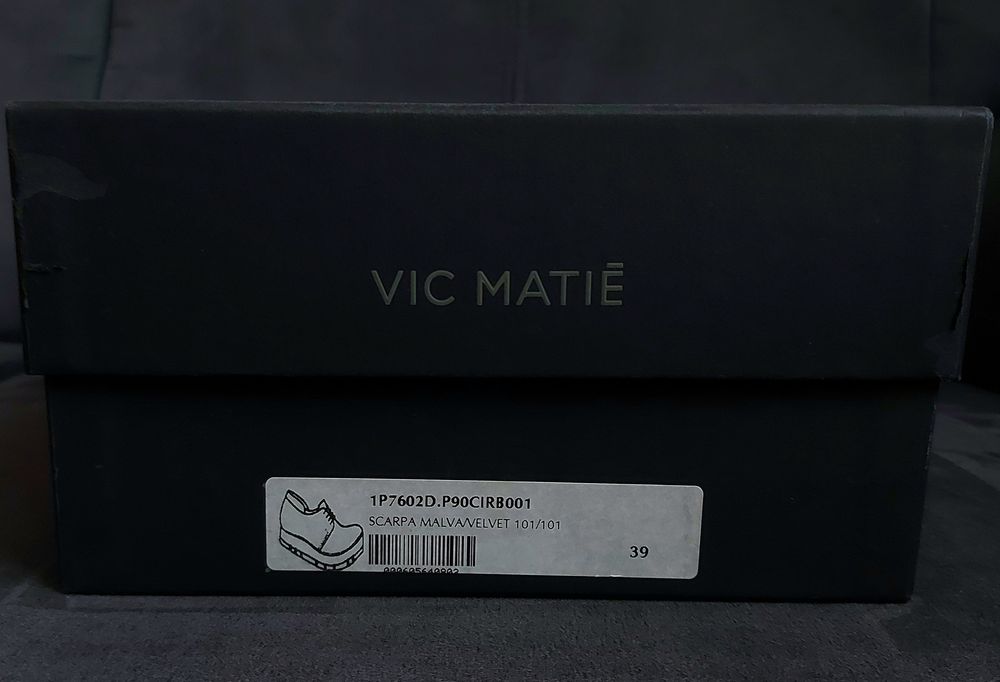 VIC MATIĒ
1P7602D.P90CIRB001
SCARPA MALVA/VELVET 101/101
39